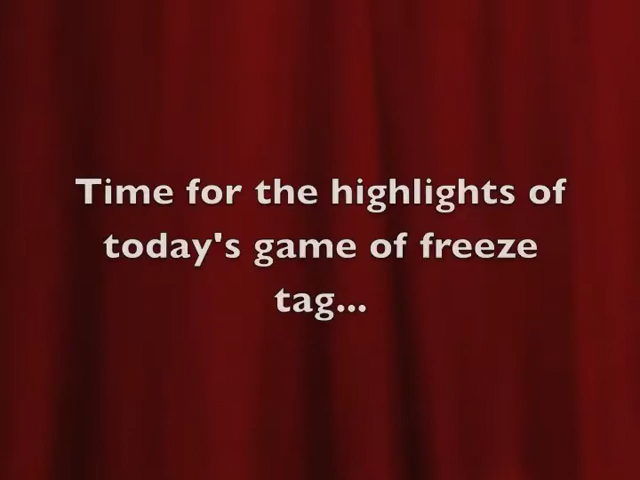 Time for the highlights of
today's game of freeze
tag...